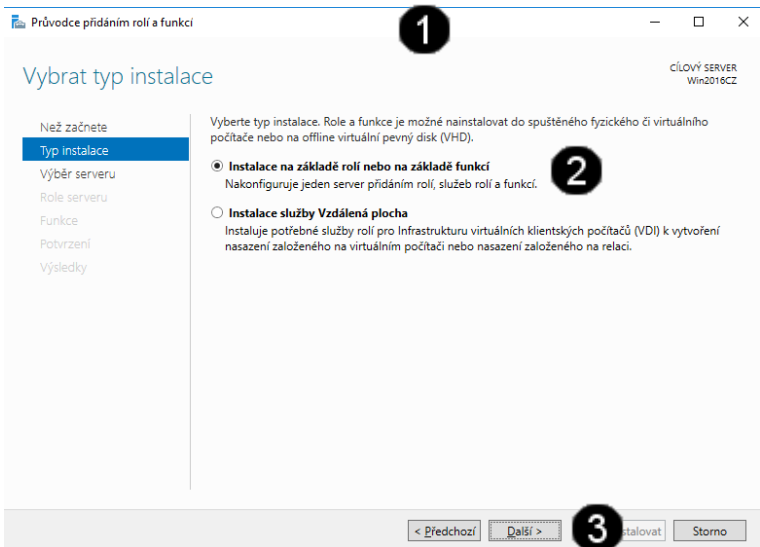 Průvodce přidáním rolí a funkcí
1
Vybrat typ instalace
CÍLOVÝ SERVER
Win2016CZ
Než začnete
Typ instalace
Výběr serveru
Role serveru
Funkce
Potvrzení
Výsledky
Vyberte typ instalace. Role a funkce je možné nainstalovat do spuštěného fyzického či virtuálního
počítače nebo na offline virtuální pevný disk (VHD).
Instalace na základě rolí nebo na základě funkcí
Nakonfiguruje jeden server přidáním rolí, služeb rolí a funkcí.
2
Instalace služby Vzdálená plocha
Instaluje potřebné služby rolí pro Infrastrukturu virtuálních klientských počítačů (VDI) k vytvoření
nasazení založeného na virtuálním počítači nebo nasazení založeného na relaci.
< Předchozí
Další >
3
Storno